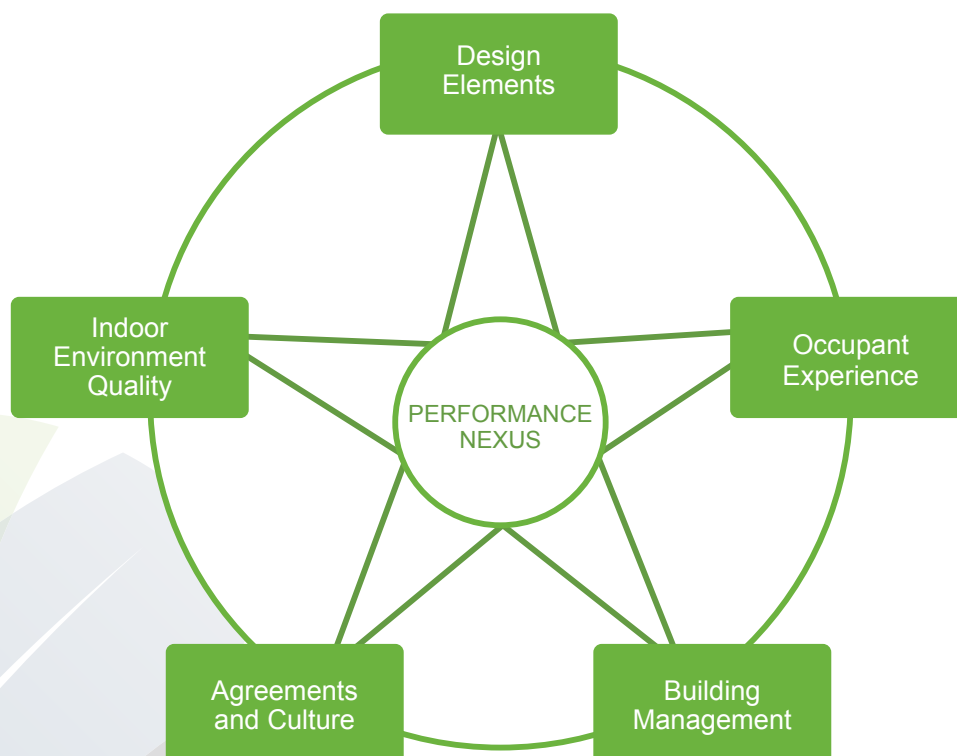 Design
Elements
Indoor
Environment
Quality
Occupant
Experience
PERFORMANCE
NEXUS
Agreements
and Culture
Building
Management